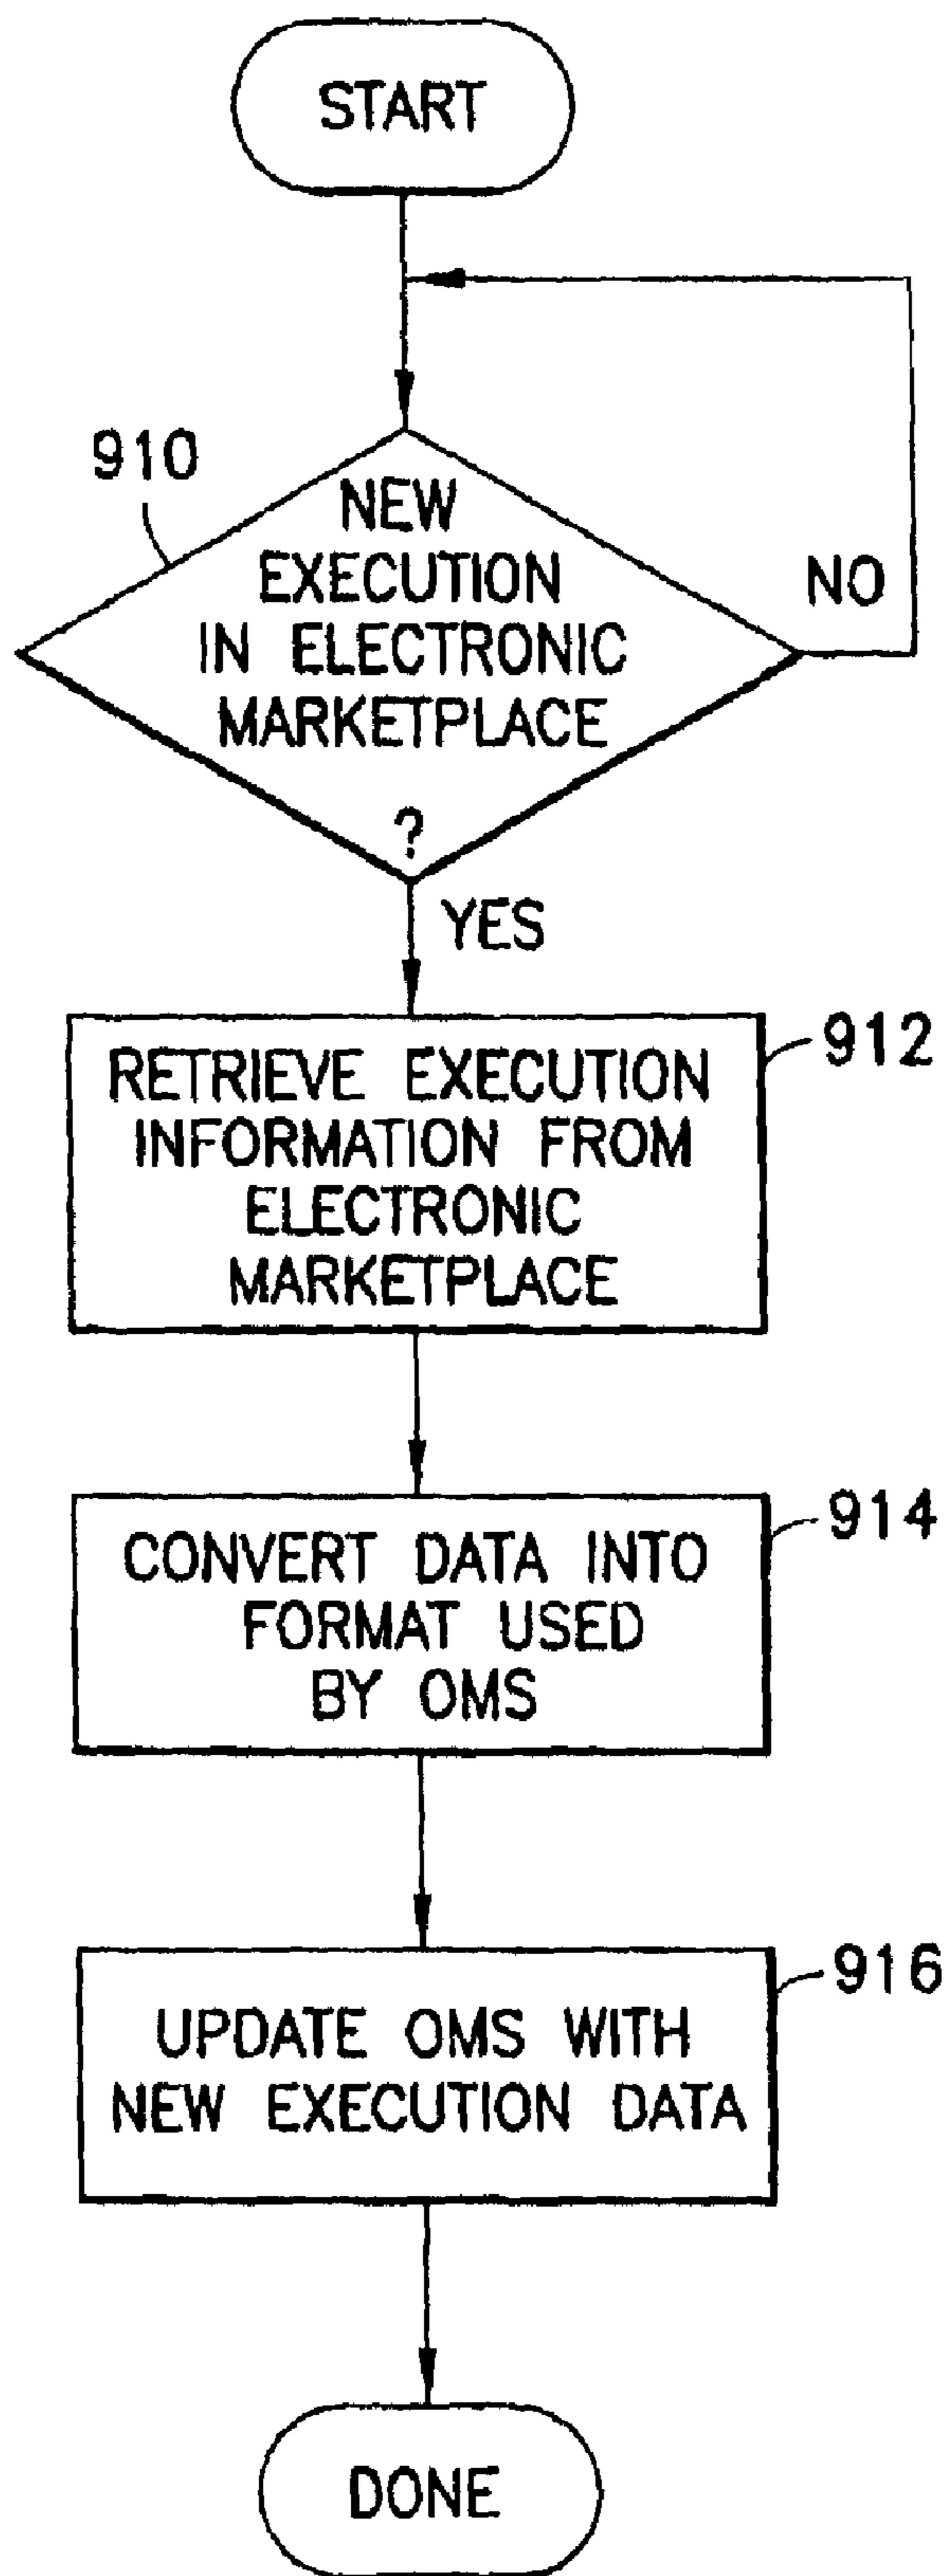 START
910
NEW
EXECUTION
IN ELECTRONIC
MARKETPLACE
?
NO
YES
912
RETRIEVE EXECUTION
INFORMATION FROM
ELECTRONIC
MARKETPLACE
914
CONVERT DATA INTO
FORMAT USED
BY OMS
916
UPDATE OMS WITH
NEW EXECUTION DATA
DONE